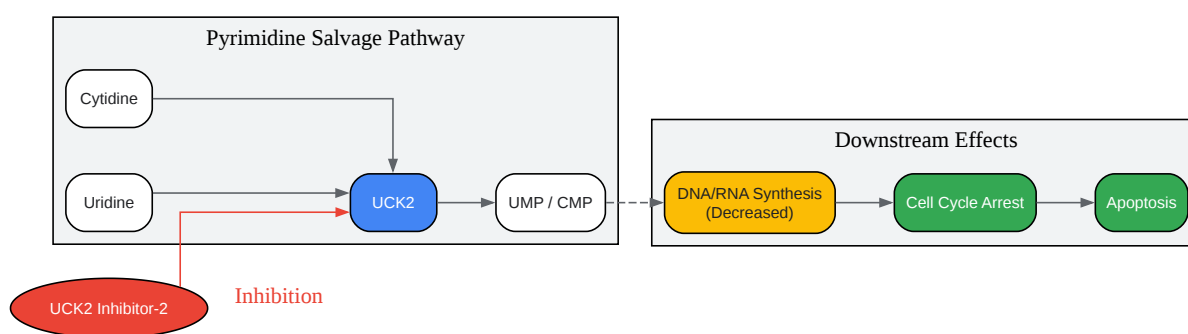 Pyrimidine Salvage Pathway
Cytidine
Uridine
UCK2
UMP / CMP
Downstream Effects
DNA/RNA Synthesis
(Decreased)
Cell Cycle Arrest
Apoptosis
UCK2 Inhibitor-2
Inhibition